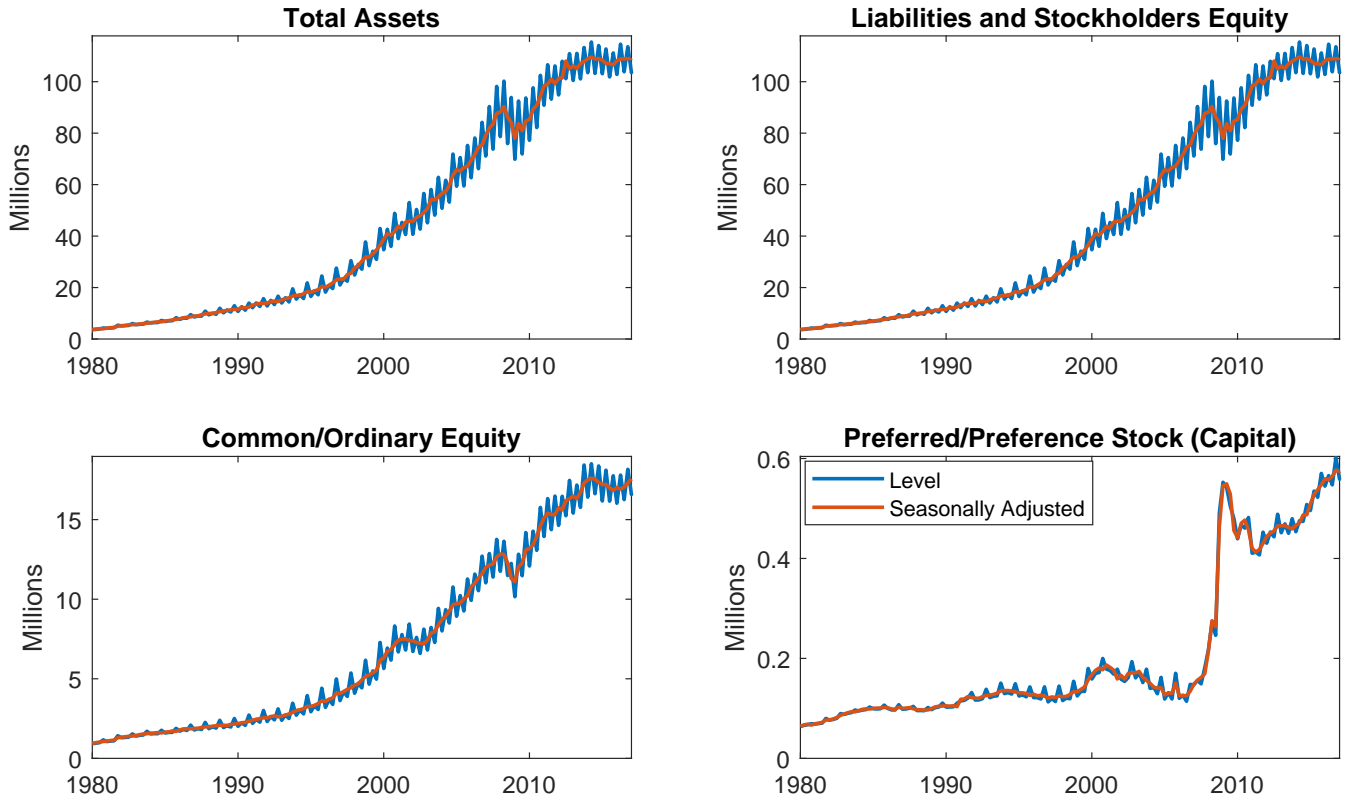 Total Assets
Millions
100
80
60
40
20
0
1980 1990 2000 2010
Liabilities and Stockholders Equity
100
80
60
40
20
0
1980 1990 2000 2010
Common/Ordinary Equity
Millions
15
10
5
0
1980 1990 2000 2010
Preferred/Preference Stock (Capital)
Millions
0.6
0.4
0.2
0
Level
Seasonally Adjusted
1980 1990 2000 2010